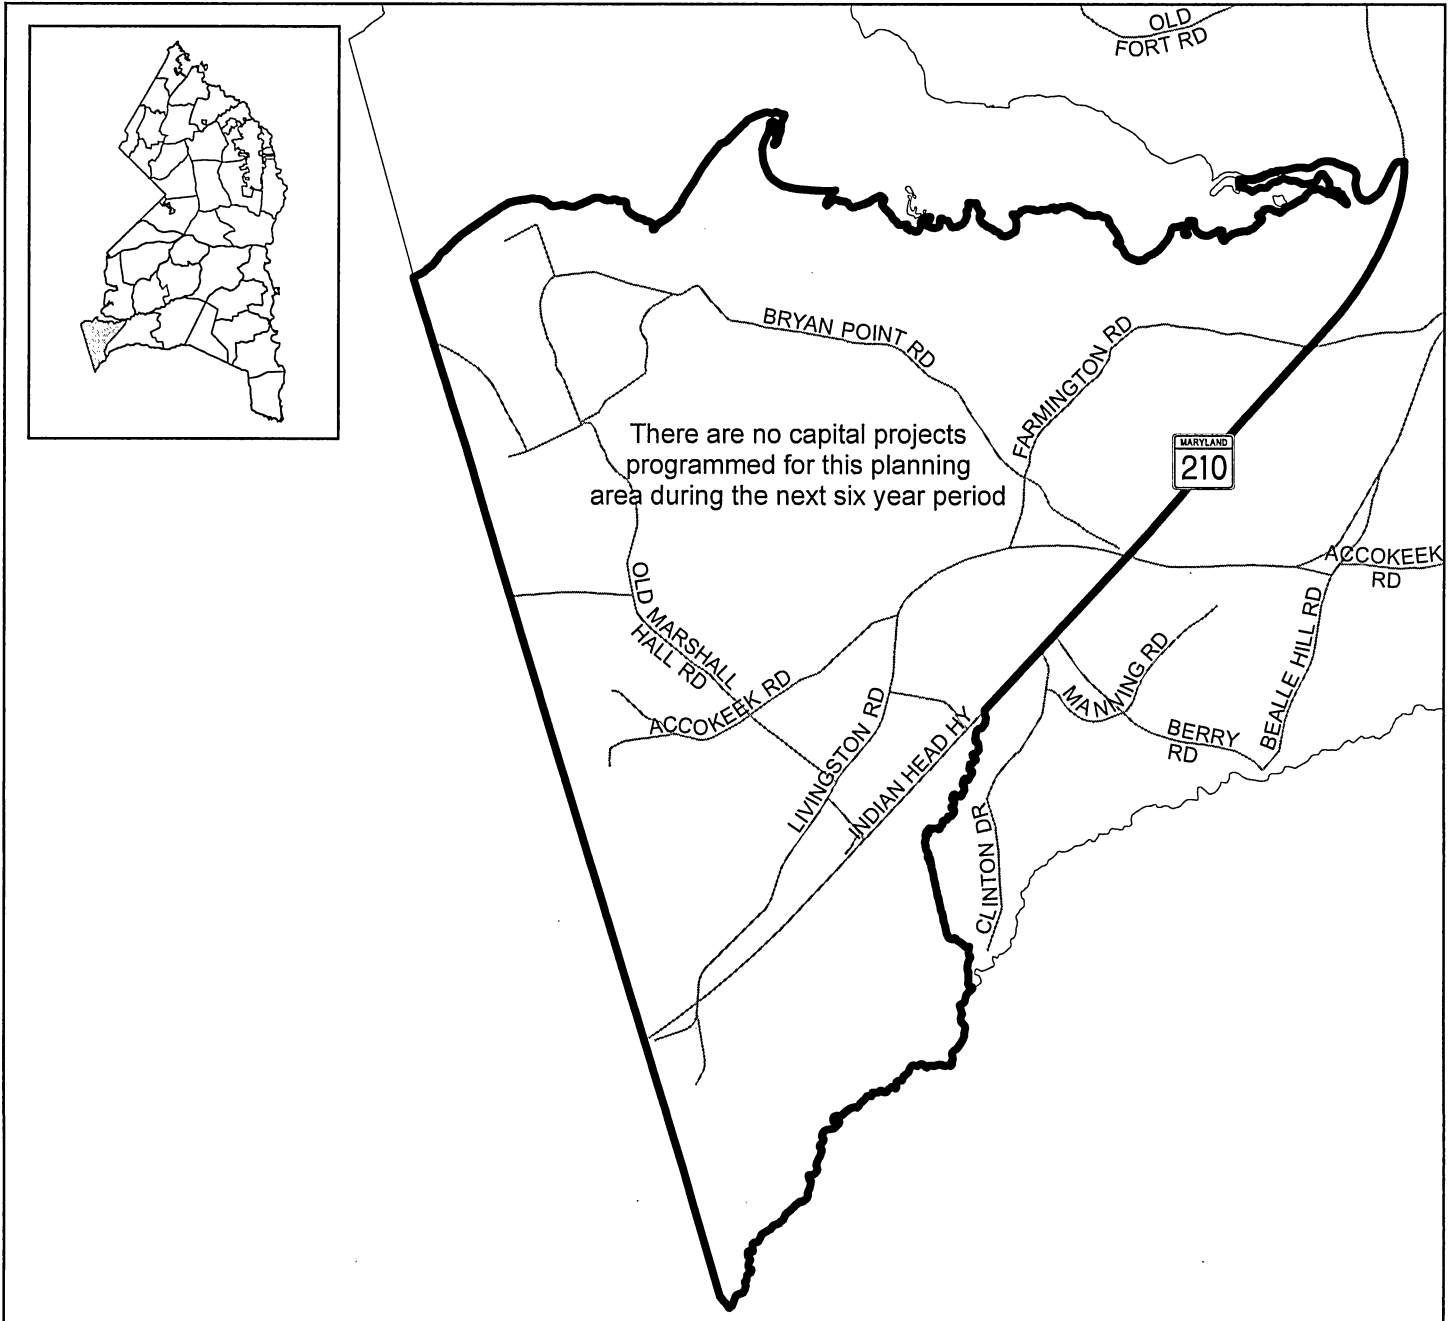 OLD
FORT RD
BRYAN POINT RD
FARMINGTON RD
There are no capital projects
programmed for this planning
area during the next six year period
MARYLAND
210
ACCOKEEK
RD
OLD MARSHALL
HALL RD
ACCOKEEK RD
LIVINGSTON RD
INDIAN HEAD HY
MANNING RD
BERRY
RD
BEALLE HILL RD
CLINTON DR